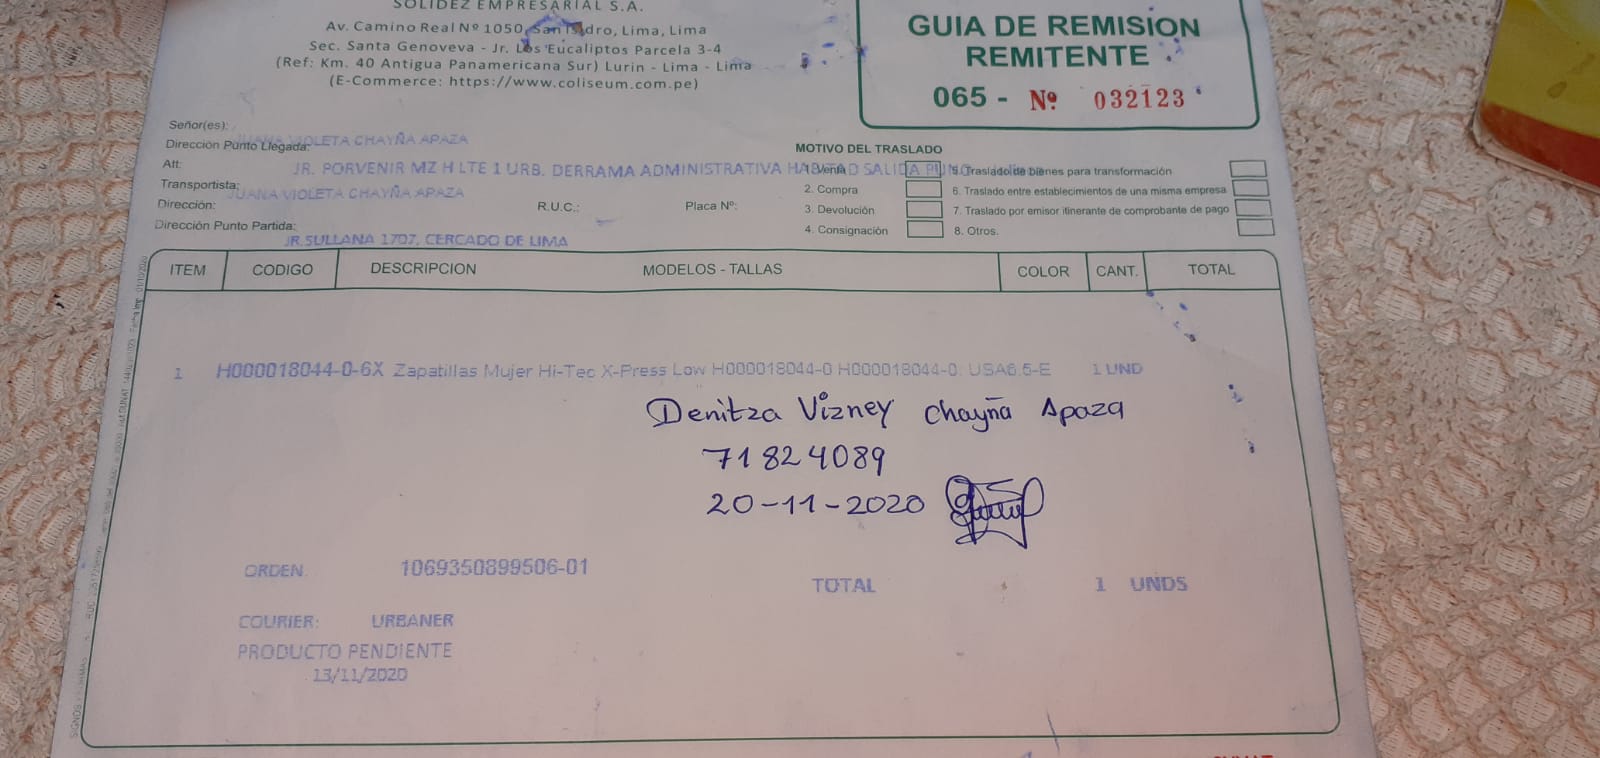 SOLIDEZ EMPRESARIAL S.A.
Av. Camino Real Nº 1050, San Isidro, Lima, Lima
Sec. Santa Genoveva - Jr. Los Eucaliptos Parcela 3-4
(Ref: Km. 40 Antigua Panamericana Sur) Lurin - Lima - Lima
(E-Commerce: https://www.coliseum.com.pe)
GUIA DE REMISION
REMITENTE
065 - Nº 032123
Señor(es):
JUANA VIOLETA CHAYÑA APAZA
Dirección Punto Llegada:
Att: JR. PORVENIR MZ H LTE 1 URB. DERRAMA ADMINISTRATIVA HABITAD SALIDA PUNO
Transportista: JUANA VIOLETA CHAYÑA APAZA
Dirección: R.U.C.: Placa Nº:
Dirección Punto Partida:
JR.SULLANA 1707, CERCADO DE LIMA
MOTIVO DEL TRASLADO
1. Venta
2. Compra
3. Devolución
4. Consignación
5. Traslado de bienes para transformación
6. Traslado entre establecimientos de una misma empresa
7. Traslado por emisor itinerante de comprobante de pago
8. Otros.
ITEM CODIGO DESCRIPCION MODELOS - TALLAS COLOR CANT. TOTAL
1 H000018044-0-6X Zapatillas Mujer Hi-Tec X-Press Low H000018044-0 H000018044-0: USA6.5-E 1 UND
Denitza Vizney Chayña Apaza
71824089
20-11-2020
ORDEN: 1069350899506-01
TOTAL 1 UNDS
COURIER: URBANER
PRODUCTO PENDIENTE
13/11/2020